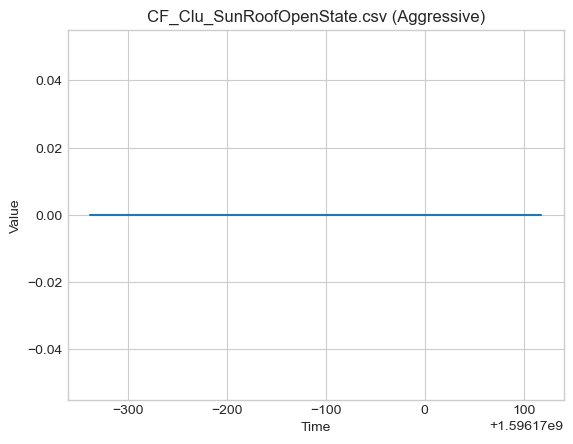 CF_Clu_SunRoofOpenState.csv (Aggressive)
0.04
0.02
0.00
−0.02
−0.04
Value
−300 −200 −100 0 100
Time
+1.59617e9